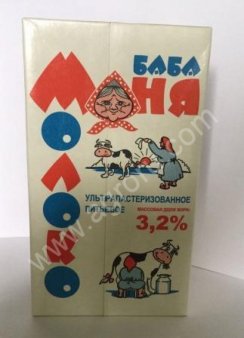 БАБА
МАНЯ
МОЛОКО
УЛЬТРАПАСТЕРИЗОВАННОЕ
ПИТЬЕВОЕ
МАССОВАЯ ДОЛЯ ЖИРА
3,2%